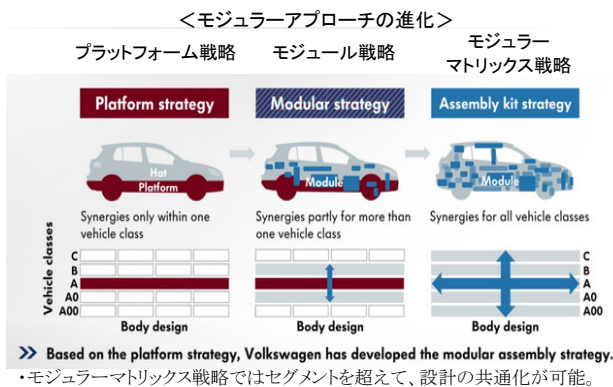 ＜モジュラーアプローチの進化＞
プラットフォーム戦略
モジュール戦略
モジュラー
マトリックス戦略
Platform strategy
Modular strategy
Assembly kit strategy
Hat
Platform
Module
Module
Synergies only within one
vehicle class
Synergies partly for more than
one vehicle class
Synergies for all vehicle classes
Vehicle classes
C
B
A
A0
A00
C
B
A
A0
A00
Body design
Body design
Body design
>> Based on the platform strategy, Volkswagen has developed the modular assembly strategy.
・モジュラーマトリックス戦略ではセグメントを超えて、設計の共通化が可能。